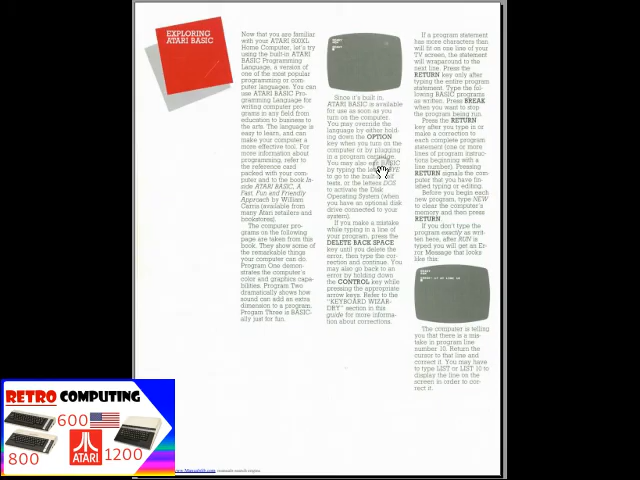 EXPLORING
ATARI BASIC
Now that you are familiar
with your ATARI 600XL
Home Computer, let's try
using the built-in ATARI
BASIC Programming
Language, a version of
one of the most popular
programming or com-
puter languages. You can
use ATARI BASIC Pro-
gramming Language for
writing computer pro-
grams in any field from
education to business to
the arts. The language is
easy to learn, and can
make your computer a
more effective tool. For
more information about
programming, refer to
the reference card
packed with your com-
puter and to the book In-
side ATARI BASIC, A
Fast, Fun and Friendly
Approach by William
Carris (available from
many Atari retailers and
bookstores).
The computer pro-
grams on the following
page are taken from this
book. They show some of
the remarkable things
your computer can do.
Program One demon-
strates the computer's
color and graphics capa-
bilities. Program Two
dramatically shows how
sound can add an extra
dimension to a program.
Progam Three is BASIC-
ally just for fun.
READY
Since it's built in,
ATARI BASIC is available
for use as soon as you
turn on the computer.
You may override the
language by either hold-
ing down the OPTION
key when you turn on the
computer or by plugging
in a program cartridge.
You may also BASIC
by typing the BYE
to go to the built-in self
tests, or the letters DOS
to activate the Disk
Operating System (when
you have an optional disk
drive connected to your
system).
If you make a mistake
while typing in a line of
your program, press the
DELETE BACK SPACE
key until you delete the
error, then type the cor-
rection and continue. You
may also go back to an
error by holding down
the CONTROL key while
pressing the appropriate
arrow keys. Refer to the
"KEYBOARD WIZAR-
DRY" section in this
guide for more informa-
tion about corrections.
If a program statement
has more characters than
will fit on one line of your
TV screen, the statement
will wraparound to the
next line. Press the
RETURN key only after
typing the entire
statement. Type the fol-
lowing BASIC programs
as written. Press BREAK
when you want to stop
the program being run.
Press the RETURN
key after you type in or
make a correction to
each complete program
statement (one or more
lines of program instruc-
tions beginning with a
line number). Pressing
RETURN signals the com-
puter that you have fin-
ished typing or editing.
Before you begin each
new program, type NEW
to clear the computer's
memory and then press
RETURN.
If you don't type the
program exactly as writ-
ten here, after RUN is
typed you will get an Er-
ror Message that looks
like this:
The computer is telling
you that there is a mis-
take in program line
number 10. Return the
cursor to that line and
correct it. You may have
to type LIST or LIST 10 to
display the line on the
screen in order to cor-
rect it.
RETRO COMPUTING
600
800
ATARI
1200